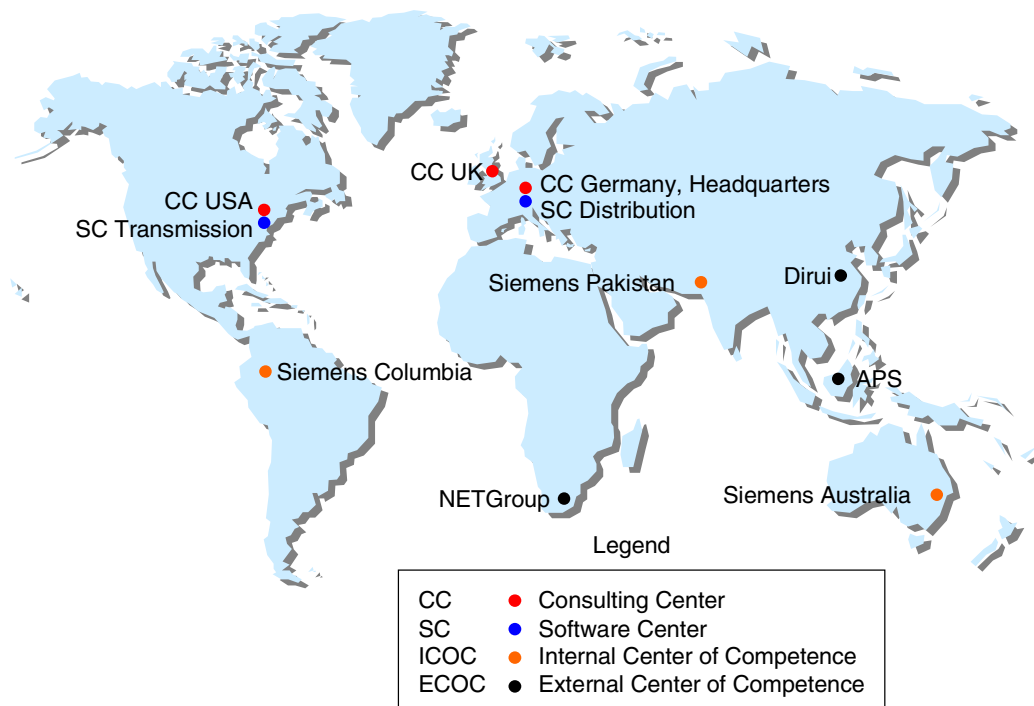 CC UK
CC Germany, Headquarters
SC Distribution
CC USA
SC Transmission
Siemens Pakistan
Dirui
Siemens Columbia
APS
NETGroup
Siemens Australia
Legend
CC Consulting Center
SC Software Center
ICOC Internal Center of Competence
ECOC External Center of Competence